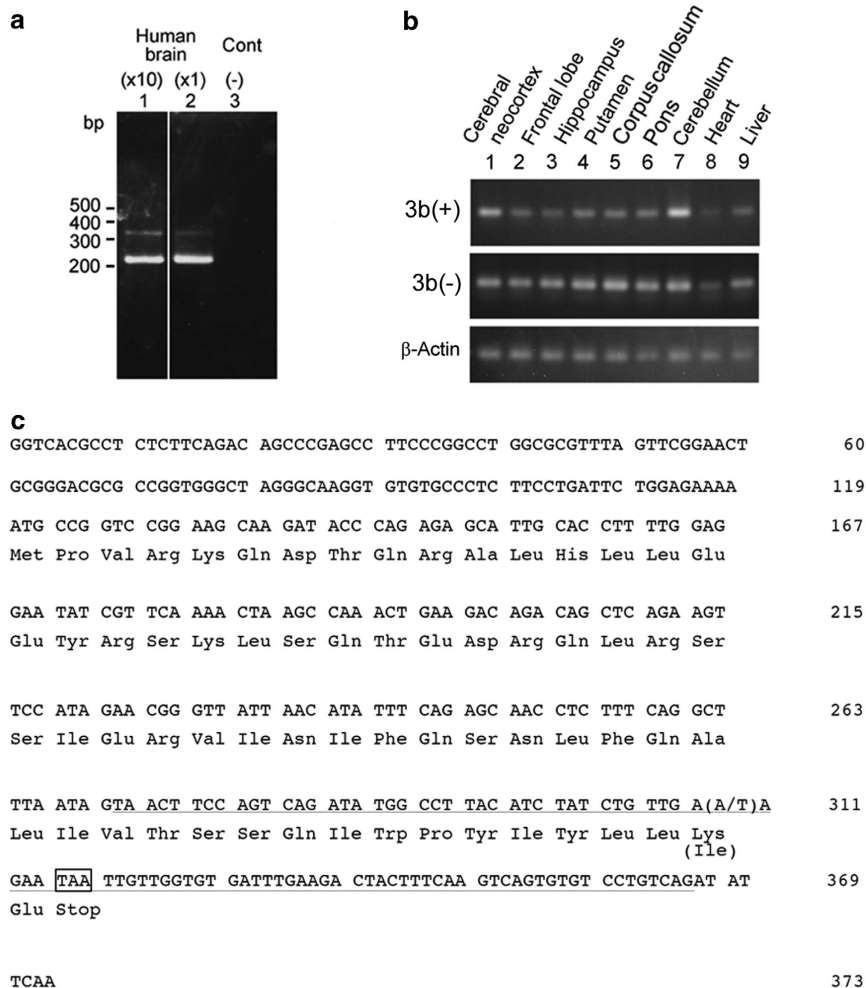 a
Human
brain
Cont
(x10) (x1) (-)
1 2 3
bp
500
400
300
200
b
Cerebral
neocortex
Frontal lobe
Hippocampus
Putamen
Corpus callosum
Pons
Cerebellum
Heart
Liver
1 2 3 4 5 6 7 8 9
3b(+)
3b(-)
β-Actin
c
GGTCACGCCT CTCTTCAGAC AGCCCGAGCC TTCCCGGCCT GGCGCGTTTA GTTCGGAACT 60
GCGGGACGCG CCGGTGGGCT AGGGCAAGGT GTGTGCCCTC TTCCTGATTC TGGAGAAAA 119
ATG CCG GTC CGG AAG CAA GAT ACC CAG AGA GCA TTG CAC CTT TTG GAG 167
Met Pro Val Arg Lys Gln Asp Thr Gln Arg Ala Leu His Leu Leu Glu
GAA TAT CGT TCA AAA CTA AGC CAA ACT GAA GAC AGA CAG CTC AGA AGT 215
Glu Tyr Arg Ser Lys Leu Ser Gln Thr Glu Asp Arg Gln Leu Arg Ser
TCC ATA GAA CGG GTT ATT AAC ATA TTT CAG AGC AAC CTC TTT CAG GCT 263
Ser Ile Glu Arg Val Ile Asn Ile Phe Gln Ser Asn Leu Phe Gln Ala
TTA ATA GTA ACT TCC AGT CAG ATA TGG CCT TAC ATC TAT CTG TTG A(A/T)A 311
Leu Ile Val Thr Ser Ser Gln Ile Trp Pro Tyr Ile Tyr Leu Leu Lys
(Ile)
GAA TAA TTGTTGGTGT GATTTGAAGA CTACTTTCAA GTCAGTGTGT CCTGTCAGAT AT 369
Glu Stop
TCAA 373